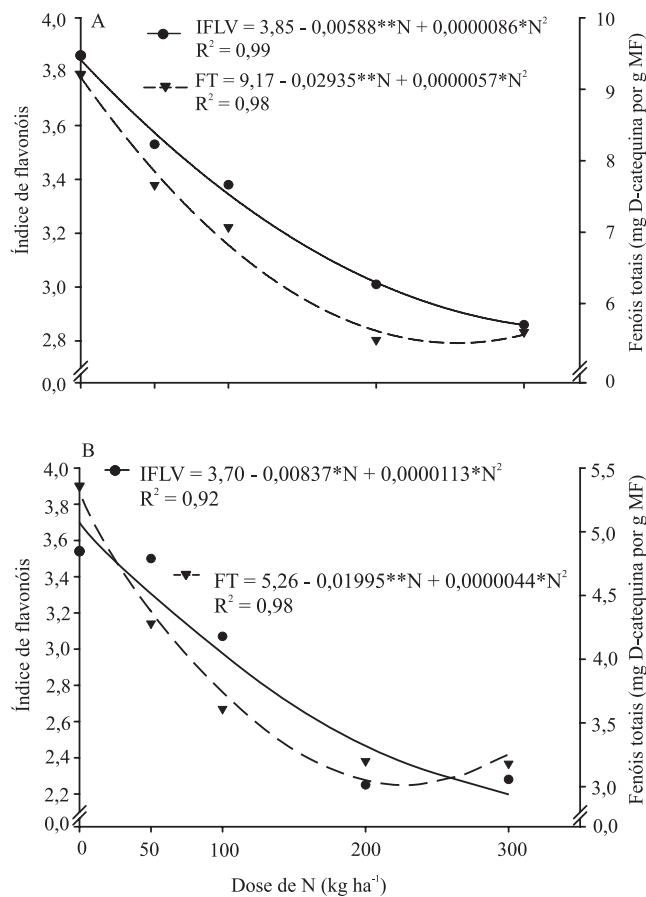 A
IFLV = 3,85 - 0,00588**N + 0,0000086*N²
R² = 0,99
FT = 9,17 - 0,02935**N + 0,0000057*N²
R² = 0,98
Índice de flavonóis
4,0
3,8
3,6
3,4
3,2
3,0
2,8
0,0
10
9
8
7
6
5
0
Fenóis totais (mg D-catequina por g MF)
B
IFLV = 3,70 - 0,00837*N + 0,0000113*N²
R² = 0,92
FT = 5,26 - 0,01995**N + 0,0000044*N²
R² = 0,98
Índice de flavonóis
4,0
3,8
3,6
3,4
3,2
3,0
2,8
2,6
2,4
2,2
0,0
5,5
5,0
4,5
4,0
3,5
3,0
0,0
Fenóis totais (mg D-catequina por g MF)
0 50 100 200 300
Dose de N (kg ha⁻¹)